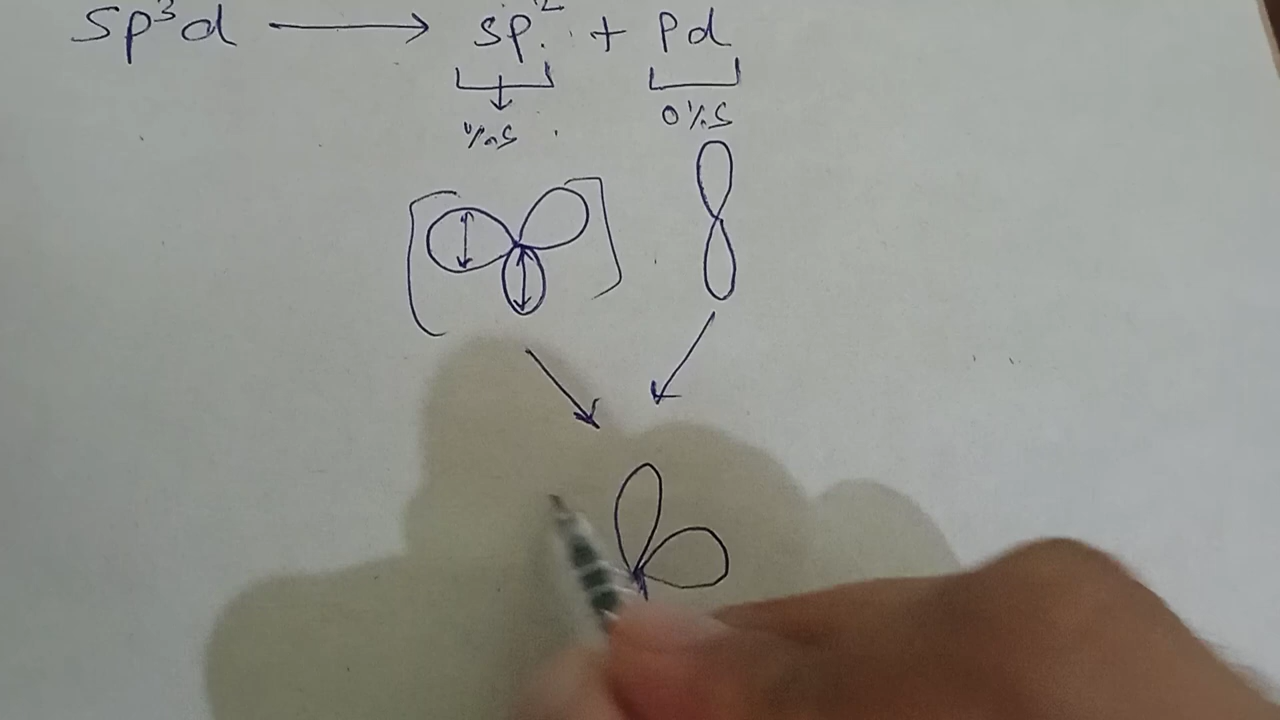 sp³d → sp² + pd
0%s